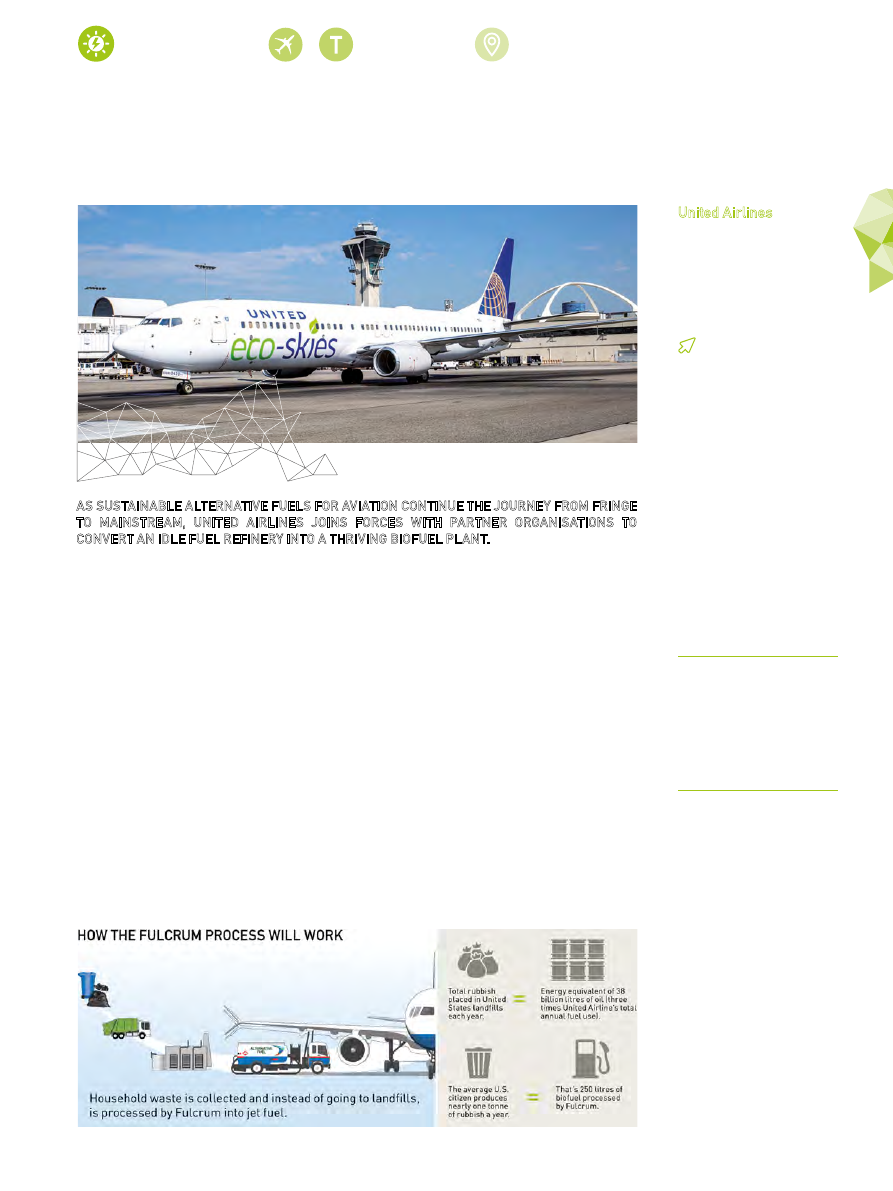 T
United Airlines
UNITED
eco-skies
AS SUSTAINABLE ALTERNATIVE FUELS FOR AVIATION CONTINUE THE JOURNEY FROM FRINGE
TO MAINSTREAM, UNITED AIRLINES JOINS FORCES WITH PARTNER ORGANISATIONS TO
CONVERT AN IDLE FUEL REFINERY INTO A THRIVING BIOFUEL PLANT.
HOW THE FULCRUM PROCESS WILL WORK
ALTERNATIVE
FUEL
Household waste is collected and instead of going to landfills,
is processed by Fulcrum into jet fuel.
Total rubbish
placed in United
States landfills
each year.
=
Energy equivalent of 38
billion litres of oil (three
times United Airline's total
annual fuel use).
The average U.S.
citizen produces
nearly one tonne
of rubbish a year.
=
That's 250 litres of
biofuel processed
by Fulcrum.